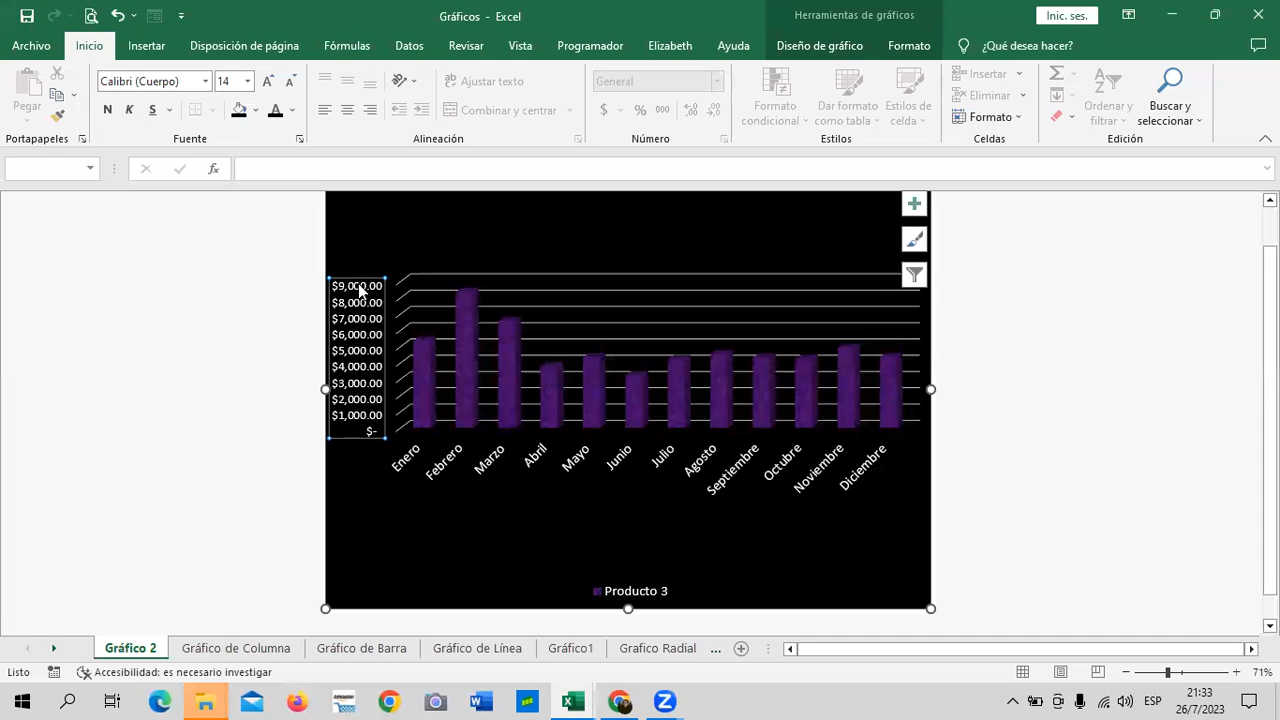 Gráficos - Excel
Herramientas de gráficos
Inic. ses.
Archivo Inicio Insertar Disposición de página Fórmulas Datos Revisar Vista Programador Elizabeth Ayuda Diseño de gráfico Formato ¿Qué desea hacer?
Pegar
Portapapeles
Calibri (Cuerpo) 14
N K S
Fuente
Ajustar texto
Combinar y centrar
Alineación
General
$ % 000
Número
Formato condicional
Dar formato como tabla
Estilos de celda
Estilos
Insertar
Eliminar
Formato
Celdas
Ordenar y filtrar
Buscar y seleccionar
Edición
fx
$9,000.00
$8,000.00
$7,000.00
$6,000.00
$5,000.00
$4,000.00
$3,000.00
$2,000.00
$1,000.00
$-
Enero Febrero Marzo Abril Mayo Junio Julio Agosto Septiembre Octubre Noviembre Diciembre
Producto 3
Gráfico 2 Gráfico de Columna Gráfico de Barra Gráfico de Línea Gráfico1 Grafico Radial ...
Listo Accesibilidad: es necesario investigar 71%
ESP
21:33
26/7/2023